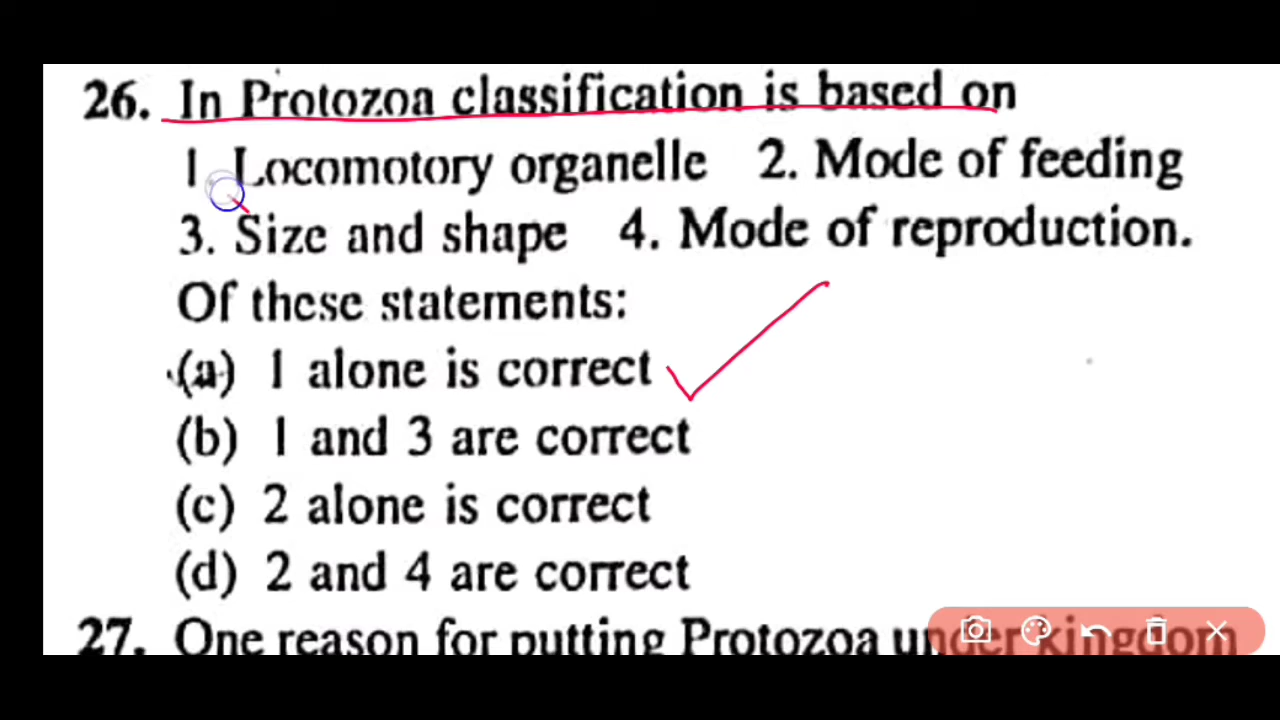 26. In Protozoa classification is based on
1. Locomotory organelle 2. Mode of feeding
3. Size and shape 4. Mode of reproduction.
Of these statements:
(a) 1 alone is correct
(b) 1 and 3 are correct
(c) 2 alone is correct
(d) 2 and 4 are correct
27. One reason for putting Protozoa under kingdom